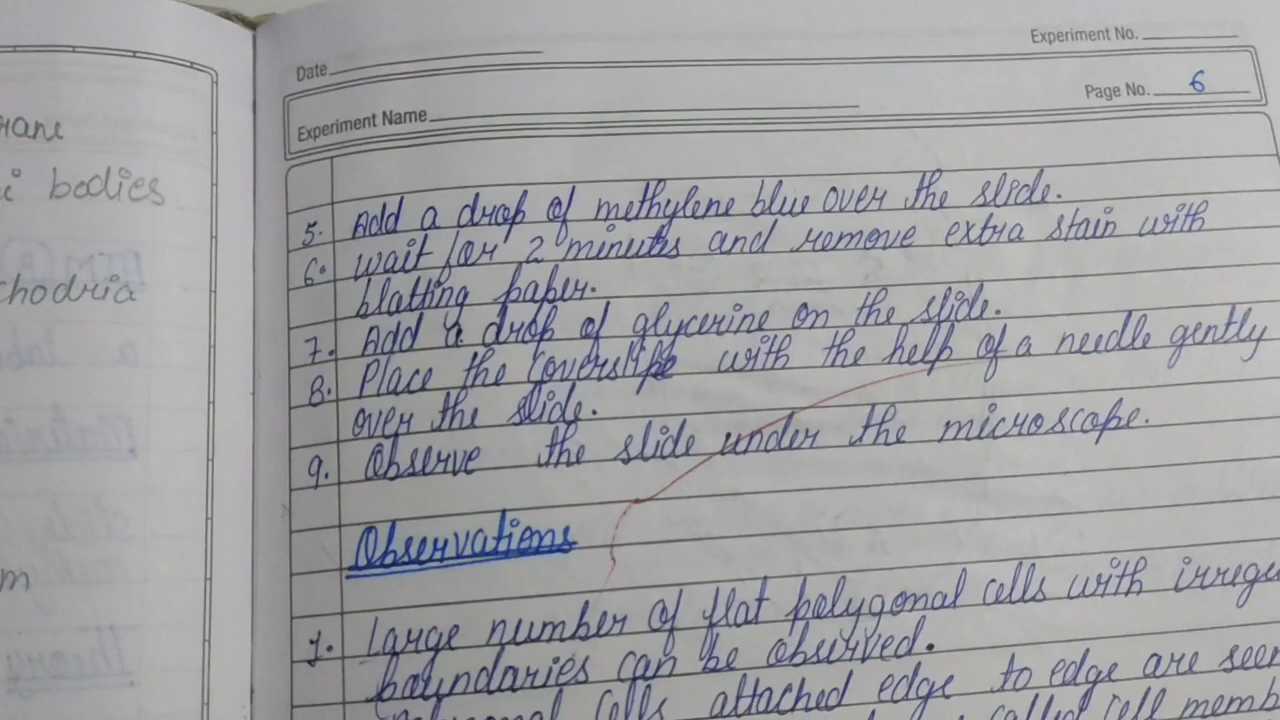 rane
bodies
chodria
m
Date
Experiment No.
Experiment Name
Page No. 6
5. Add a drop of methylene blue over the slide.
6. wait for 2 minutes and remove extra stain with
blotting paper.
7. Add a drop of glycerine on the slide.
8. Place the coverslip with the help of a needle gently
over the slide.
9. Observe the slide under the microscope.
Observations
1. Large number of flat polygonal cells with irregu
boundaries can be observed.
cells attached edge to edge are seen
called cell memb